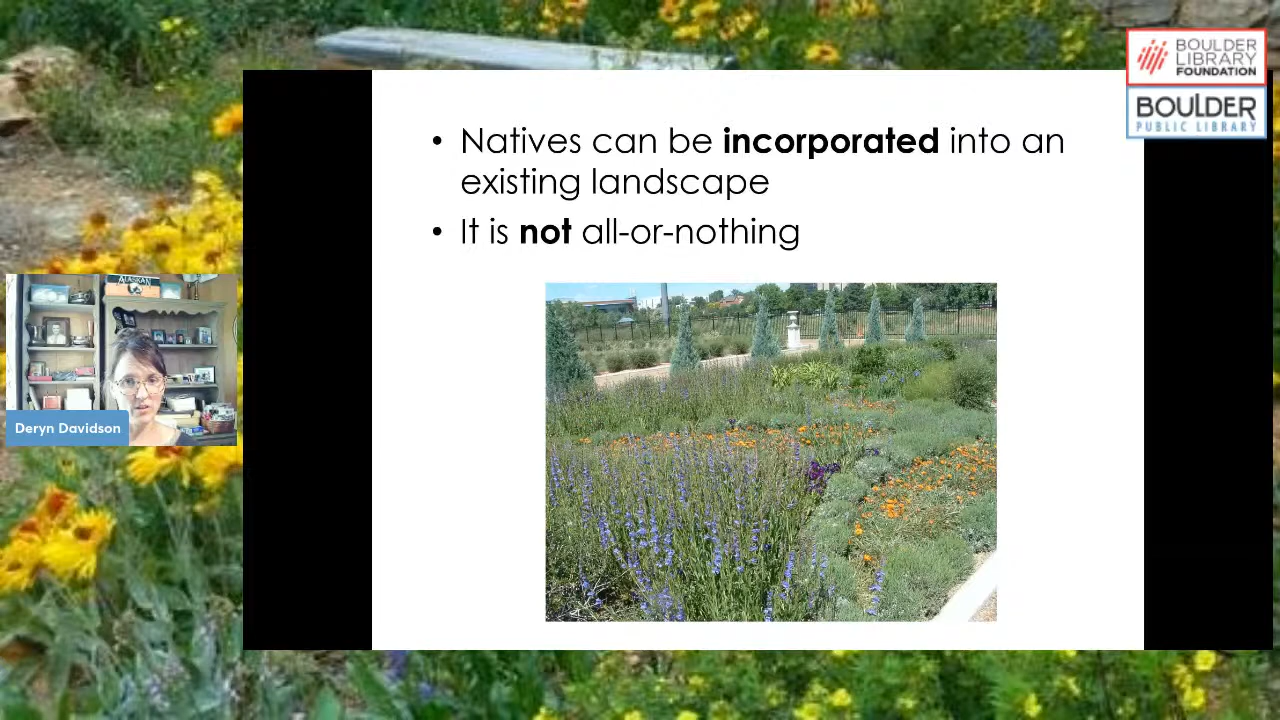 BOULDER
LIBRARY
FOUNDATION
BOULDER
PUBLIC LIBRARY
• Natives can be incorporated into an
existing landscape
• It is not all-or-nothing
ALASKAN
Deryn Davidson